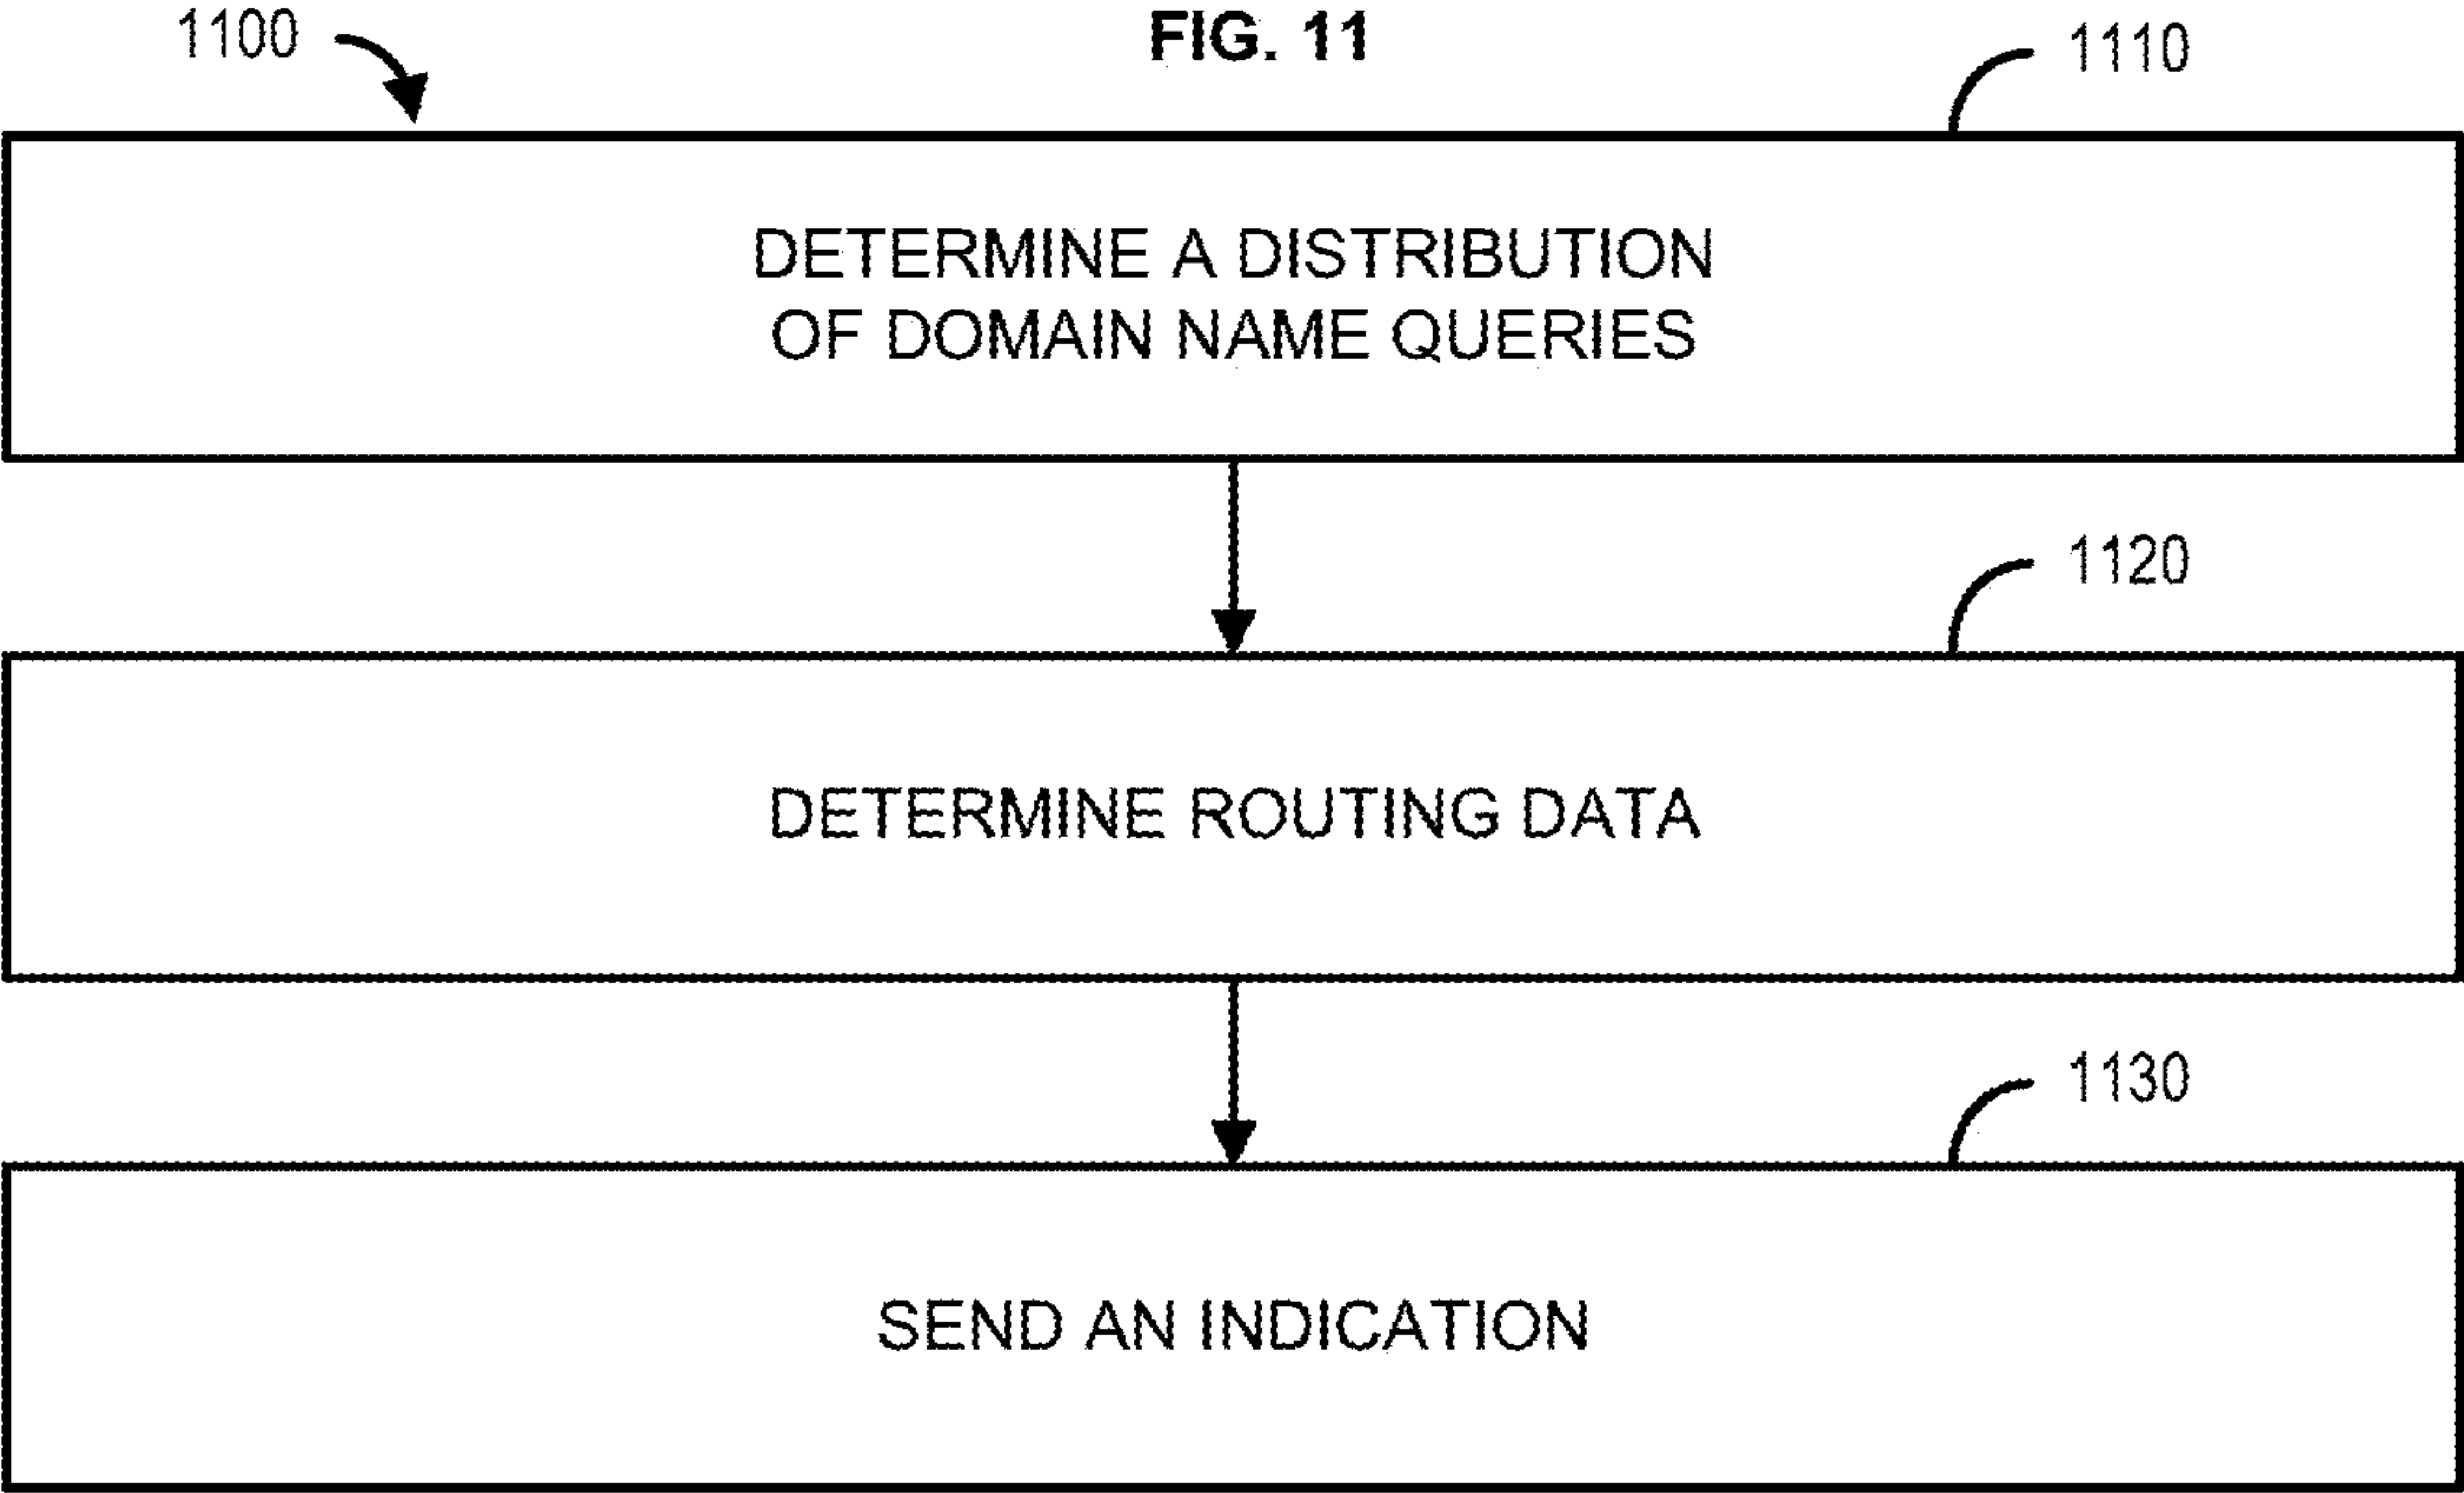 1100
FIG. 11
1110
DETERMINE A DISTRIBUTION
OF DOMAIN NAME QUERIES
1120
DETERMINE ROUTING DATA
1130
SEND AN INDICATION